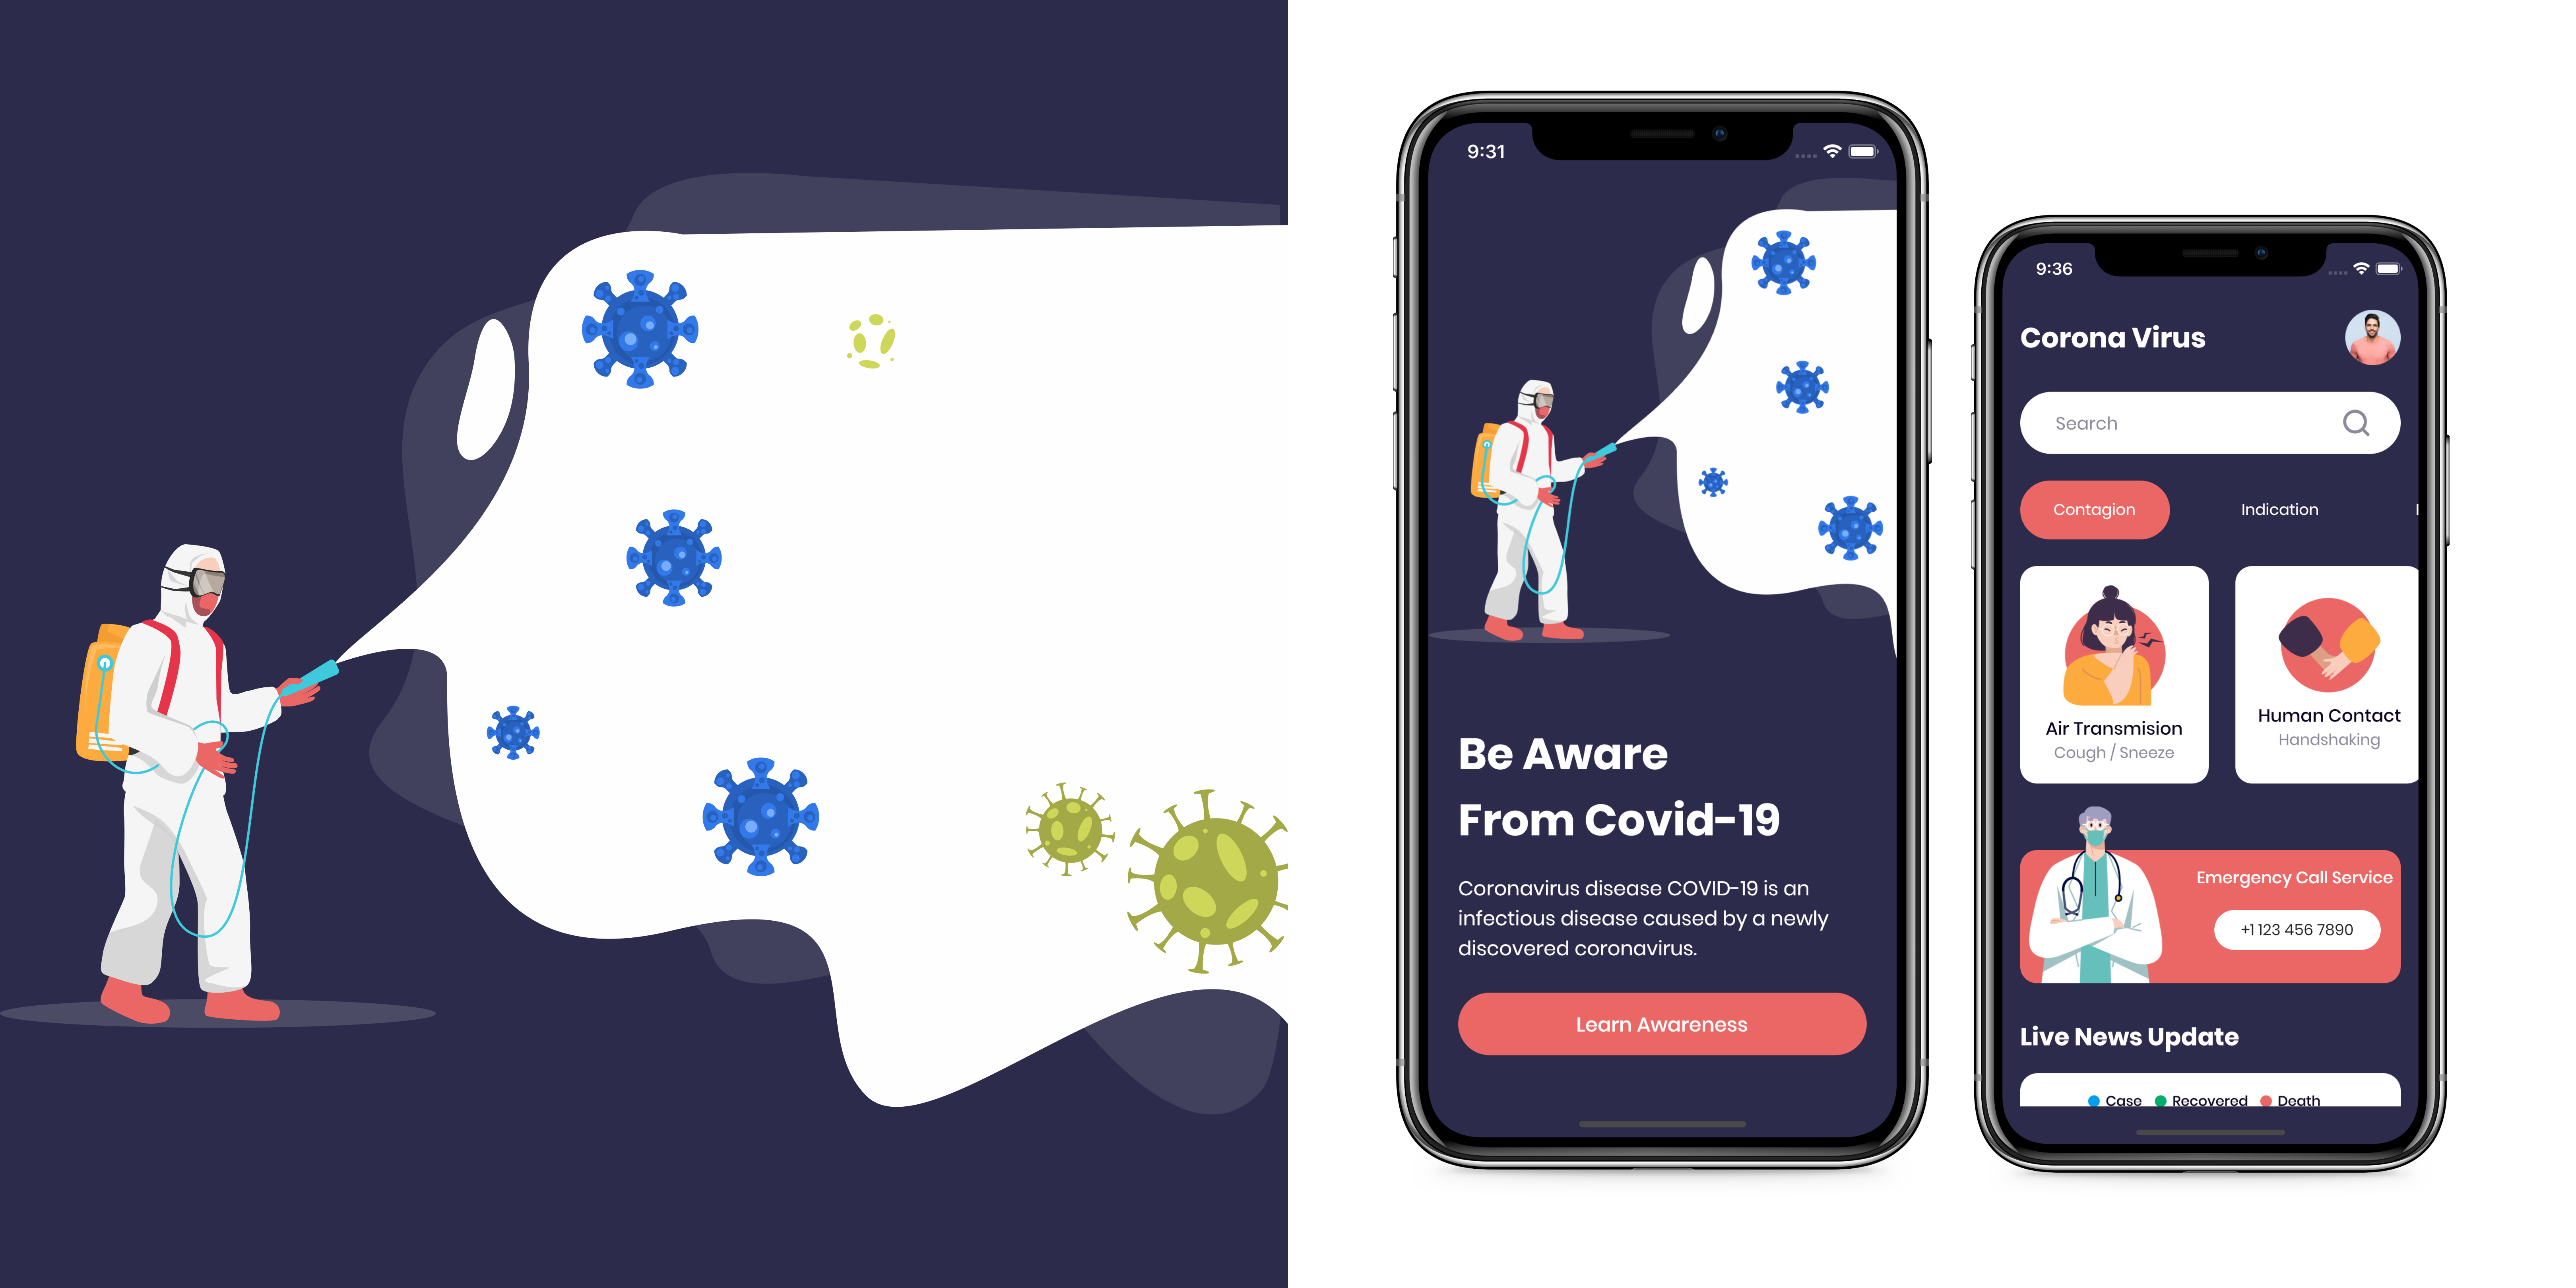 9:31
Be Aware
From Covid-19
Coronavirus disease COVID-19 is an
infectious disease caused by a newly
discovered coronavirus.
Learn Awareness
9:36
Corona Virus
Search
Contagion
Indication
Air Transmision
Cough / Sneeze
Human Contact
Handshaking
Emergency Call Service
+1 123 456 7890
Live News Update
Case
Recovered
Death